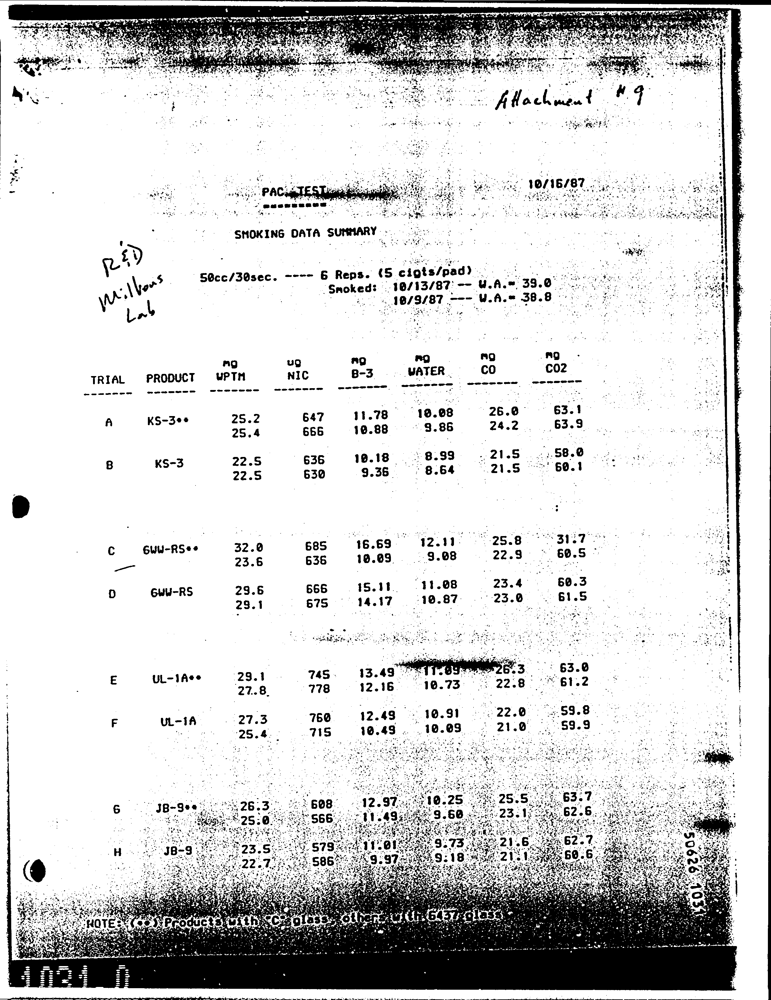 Attachment #9
10/16/87
PAC TEST
SMOKING DATA SUMMARY
R&D
Milhous
Lab
50cc/30sec. ---- 6 Reps. (5 cigts/pad)
Smoked: 10/13/87 -- W.A.= 39.0
10/9/87 --- W.A.= 38.8
mg ug mg mg mg mg
TRIAL PRODUCT WPTM NIC B-3 WATER CO CO2
A KS-3** 25.2 647 11.78 10.08 26.0 63.1
25.4 666 10.88 9.86 24.2 63.9
B KS-3 22.5 636 10.18 8.99 21.5 58.0
22.5 630 9.36 8.64 21.5 60.1
C 6WW-RS** 32.0 685 16.69 12.11 25.8 31.7
23.6 636 10.09 9.08 22.9 60.5
D 6WW-RS 29.6 666 15.11 11.08 23.4 60.3
29.1 675 14.17 10.87 23.0 61.5
E UL-1A** 29.1 745 13.49 11.09 26.3 63.0
27.8 778 12.16 10.73 22.8 61.2
F UL-1A 27.3 760 12.49 10.91 22.0 59.8
25.4 715 10.49 10.09 21.0 59.9
G JB-9** 26.3 608 12.97 10.25 25.5 63.7
25.0 566 11.49 9.60 23.1 62.6
H JB-9 23.5 579 11.01 9.73 21.6 62.7
22.7 586 9.97 9.18 21.1 60.6
NOTE: (**) Products with "C" glass, others with 6437 glass
50626 1031
1031.0